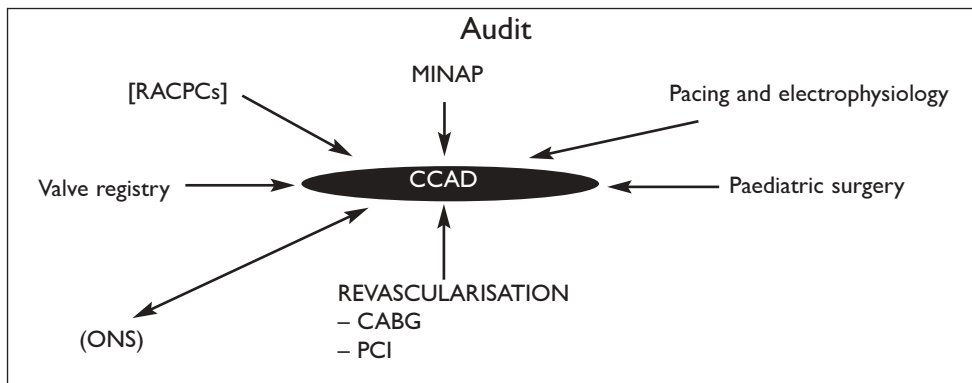 Audit
MINAP
[RACPCs]
Pacing and electrophysiology
CCAD
Valve registry
Paediatric surgery
REVASCULARISATION
– CABG
(ONS)
– PCI